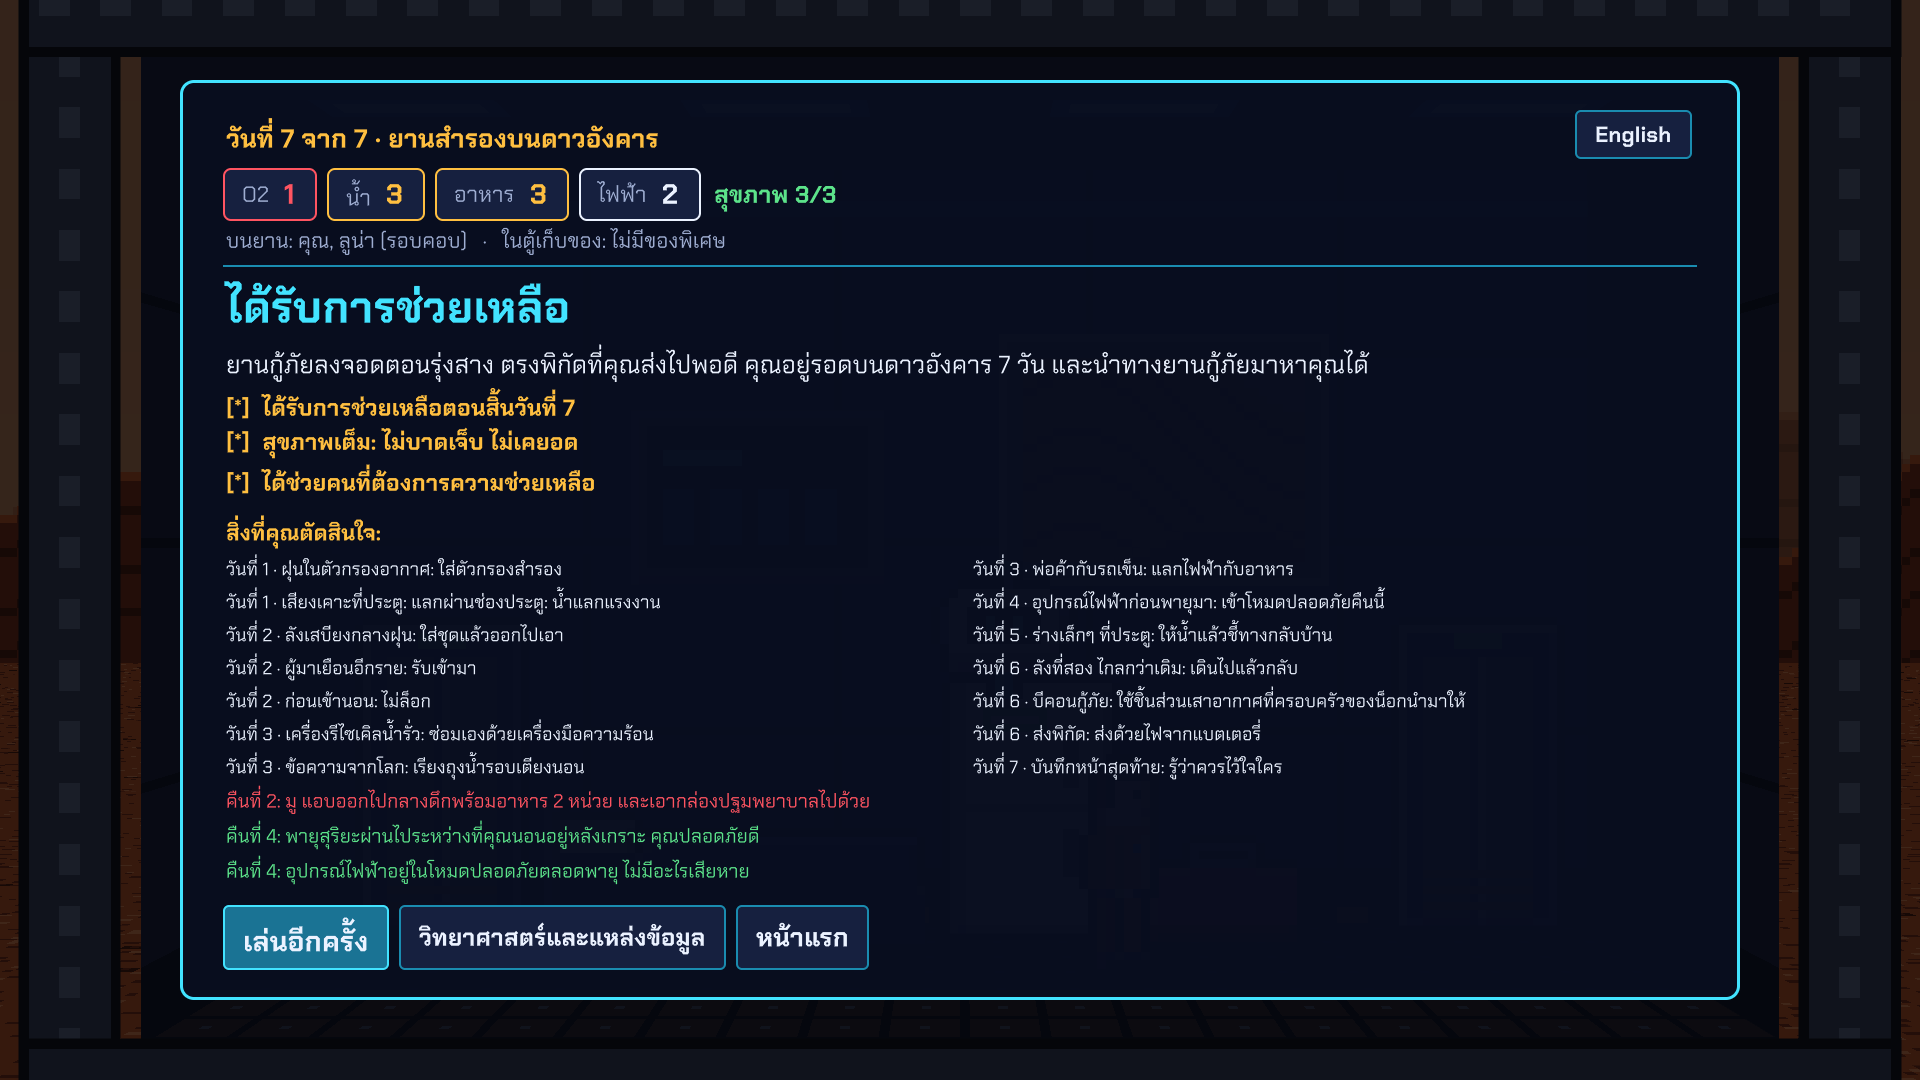 วันที่ 7 จาก 7 · ยานสำรองบนดาวอังคาร
English
O2 1 น้ำ 3 อาหาร 3 ไฟฟ้า 2 สุขภาพ 3/3
บนยาน: คุณ, ลูน่า (รอบคอบ) · ในตู้เก็บของ: ไม่มีของพิเศษ
ได้รับการช่วยเหลือ
ยานกู้ภัยลงจอดตอนรุ่งสาง ตรงพิกัดที่คุณส่งไปพอดี คุณอยู่รอดบนดาวอังคาร 7 วัน และนำทางยานกู้ภัยมาหาคุณได้
[*] ได้รับการช่วยเหลือตอนสิ้นวันที่ 7
[*] สุขภาพเต็ม: ไม่บาดเจ็บ ไม่เคยอด
[*] ได้ช่วยคนที่ต้องการความช่วยเหลือ
สิ่งที่คุณตัดสินใจ:
วันที่ 1 · ฝุ่นในตัวกรองอากาศ: ใส่ตัวกรองสำรอง
วันที่ 1 · เสียงเคาะที่ประตู: แลกผ่านช่องประตู: น้ำแลกแรงงาน
วันที่ 2 · ลังเสบียงกลางฝุ่น: ใส่ชุดแล้วออกไปเอา
วันที่ 2 · ผู้มาเยือนอีกราย: รับเข้ามา
วันที่ 2 · ก่อนเข้านอน: ไม่ล็อก
วันที่ 3 · เครื่องรีไซเคิลน้ำรั่ว: ซ่อมเองด้วยเครื่องมือความร้อน
วันที่ 3 · ข้อความจากโลก: เรียงถุงน้ำรอบเตียงนอน
วันที่ 3 · พ่อค้ากับรถเข็น: แลกไฟฟ้ากับอาหาร
วันที่ 4 · อุปกรณ์ไฟฟ้าก่อนพายุมา: เข้าโหมดปลอดภัยคืนนี้
วันที่ 5 · ร่างเล็กๆ ที่ประตู: ให้น้ำแล้วชี้ทางกลับบ้าน
วันที่ 6 · ลังที่สอง ไกลกว่าเดิม: เดินไปแล้วกลับ
วันที่ 6 · บีคอนกู้ภัย: ใช้ชิ้นส่วนเสาอากาศที่ครอบครัวของน็อกนำมาให้
วันที่ 6 · ส่งพิกัด: ส่งด้วยไฟจากแบตเตอรี่
วันที่ 7 · บันทึกหน้าสุดท้าย: รู้ว่าควรไว้ใจใคร
คืนที่ 2: มู แอบออกไปกลางดึกพร้อมอาหาร 2 หน่วย และเอากล่องปฐมพยาบาลไปด้วย
คืนที่ 4: พายุสุริยะผ่านไประหว่างที่คุณนอนอยู่หลังเกราะ คุณปลอดภัยดี
คืนที่ 4: อุปกรณ์ไฟฟ้าอยู่ในโหมดปลอดภัยตลอดพายุ ไม่มีอะไรเสียหาย
เล่นอีกครั้ง วิทยาศาสตร์และแหล่งข้อมูล หน้าแรก